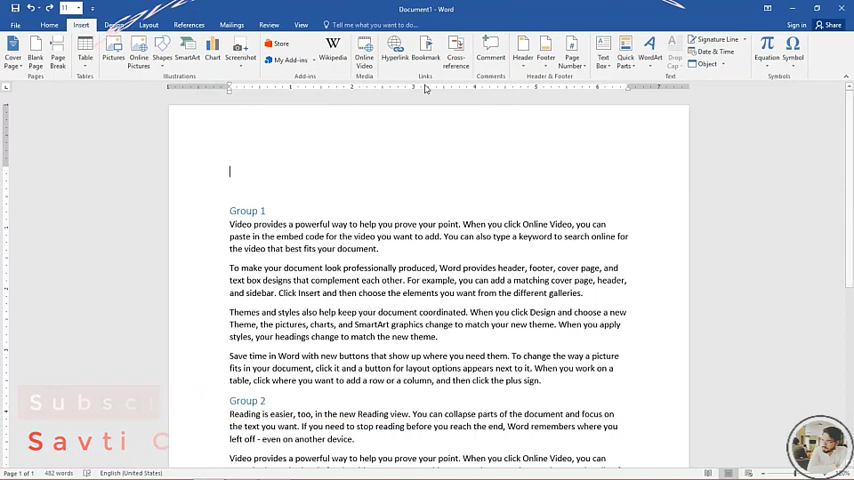 11
Document1 - Word
File Home Insert Design Layout References Mailings Review View Tell me what you want to do... Sign in Share
Cover Page Blank Page Page Break Table Pictures Online Pictures Shapes SmartArt Chart Screenshot Store My Add-ins Wikipedia Online Video Hyperlink Bookmark Cross-reference Comment Header Footer Page Number Text Box Quick Parts WordArt Drop Cap Signature Line Date & Time Object Equation Symbol
Pages Tables Illustrations Add-ins Media Links Comments Header & Footer Text Symbols
1 1 2 3 4 5 6 7
Group 1
Video provides a powerful way to help you prove your point. When you click Online Video, you can
paste in the embed code for the video you want to add. You can also type a keyword to search online for
the video that best fits your document.
To make your document look professionally produced, Word provides header, footer, cover page, and
text box designs that complement each other. For example, you can add a matching cover page, header,
and sidebar. Click Insert and then choose the elements you want from the different galleries.
Themes and styles also help keep your document coordinated. When you click Design and choose a new
Theme, the pictures, charts, and SmartArt graphics change to match your new theme. When you apply
styles, your headings change to match the new theme.
Save time in Word with new buttons that show up where you need them. To change the way a picture
fits in your document, click it and a button for layout options appears next to it. When you work on a
table, click where you want to add a row or a column, and then click the plus sign.
Group 2
Reading is easier, too, in the new Reading view. You can collapse parts of the document and focus on
the text you want. If you need to stop reading before you reach the end, Word remembers where you
left off - even on another device.
Video provides a powerful way to help you prove your point. When you click Online Video, you can
Subsc
Savti C
Page 1 of 1 482 words English (United States)